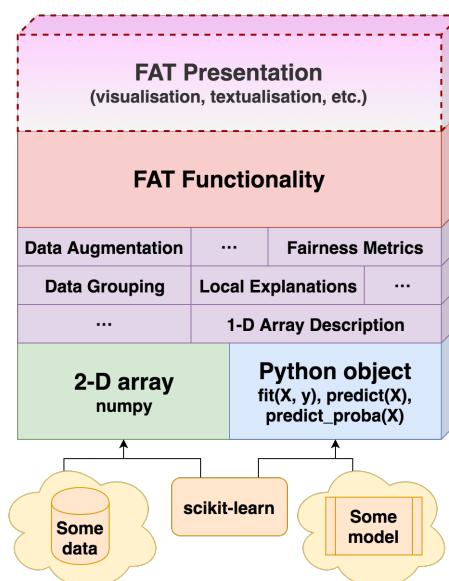 FAT Presentation
(visualisation, textualisation, etc.)
FAT Functionality
Data Augmentation ... Fairness Metrics
Data Grouping Local Explanations ...
... 1-D Array Description
2-D array
numpy
Python object
fit(X, y), predict(X),
predict_proba(X)
Some
data
scikit-learn
Some
model